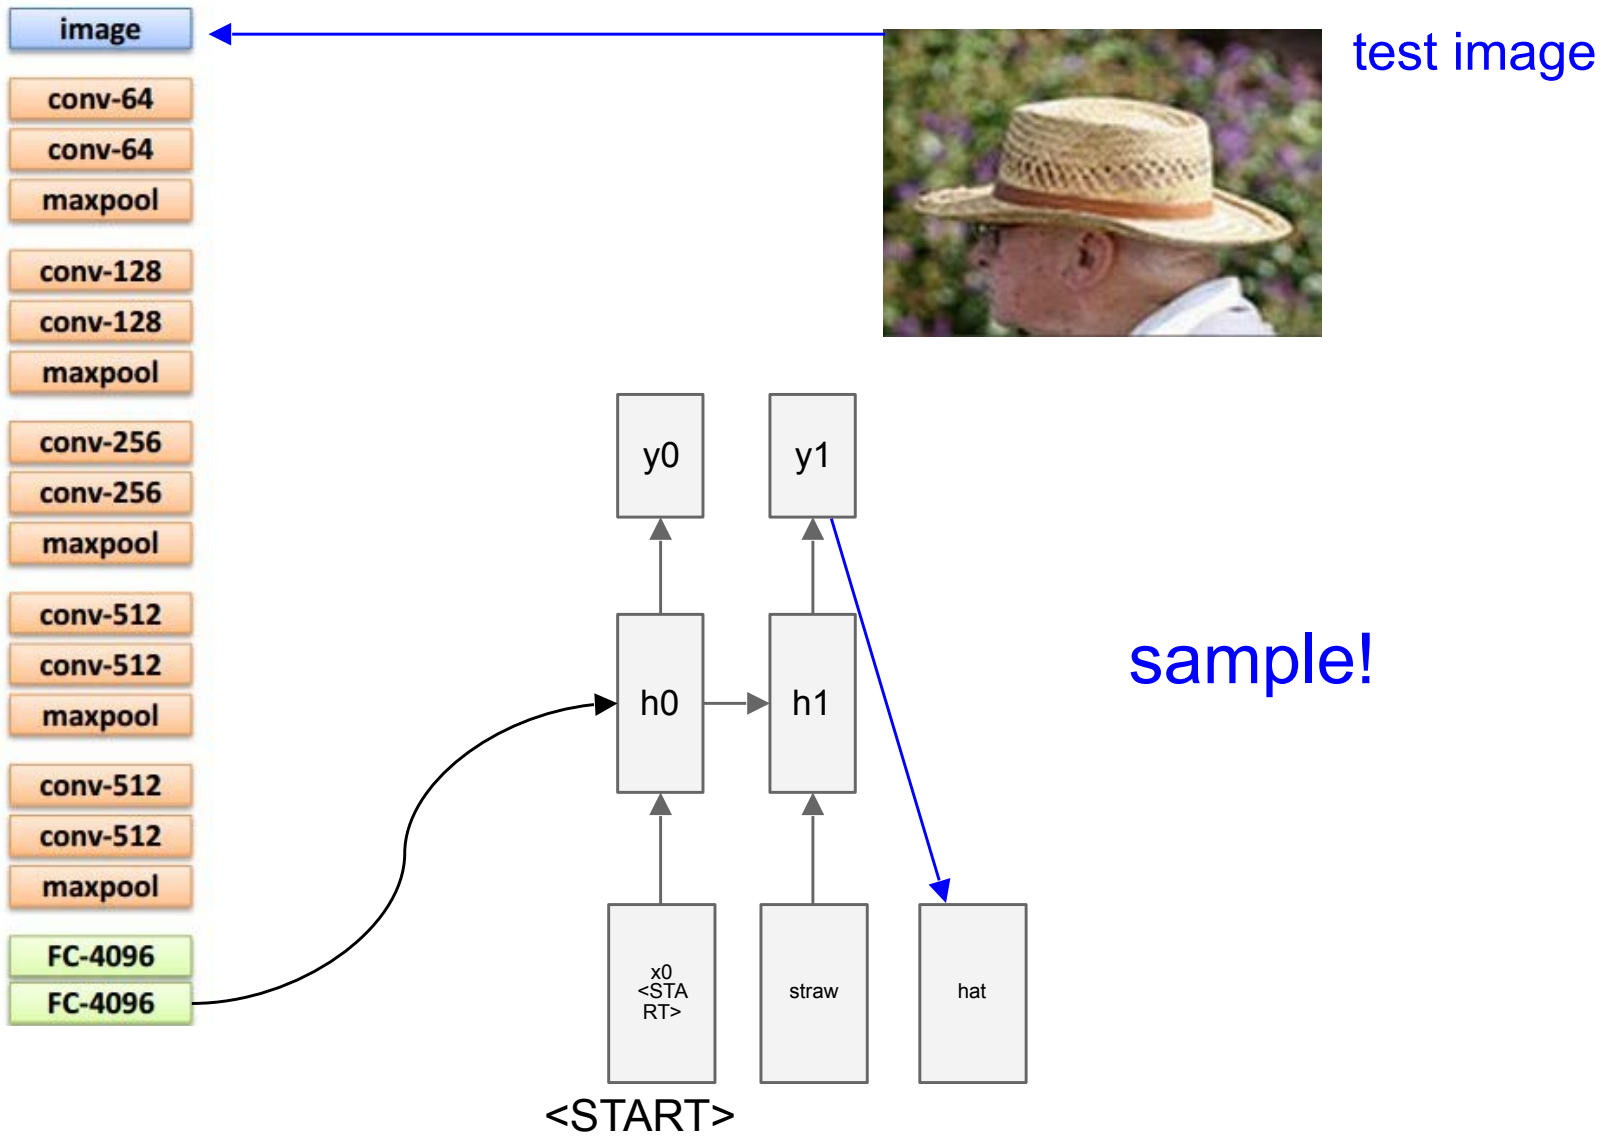 image
conv-64
conv-64
maxpool
conv-128
conv-128
maxpool
conv-256
conv-256
maxpool
conv-512
conv-512
maxpool
conv-512
conv-512
maxpool
FC-4096
FC-4096
test image
y0
y1
h0
h1
sample!
x0
<STA
RT>
straw
hat
<START>